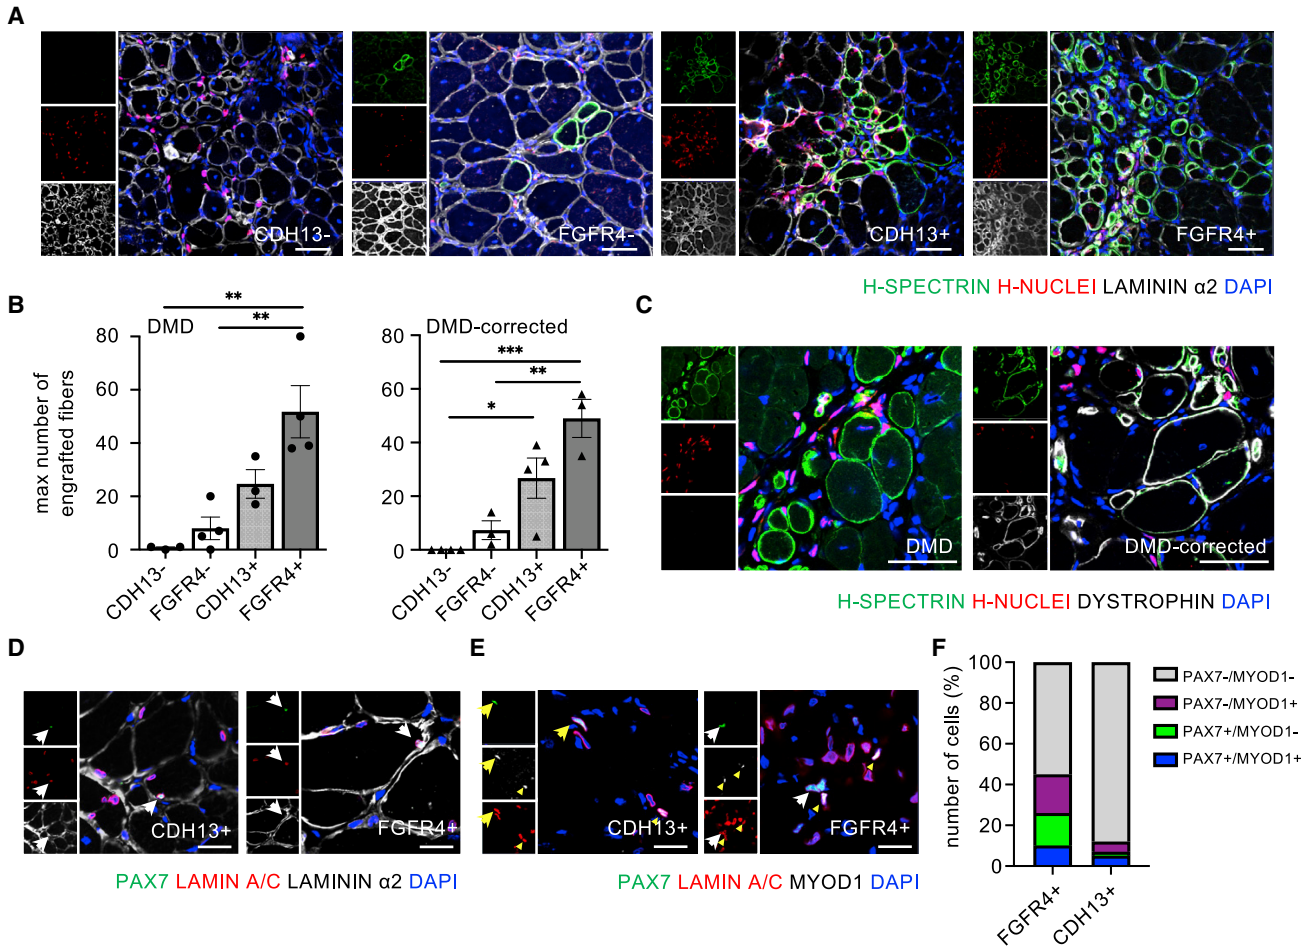 A
CDH13-
FGFR4-
CDH13+
FGFR4+
H-SPECTRIN H-NUCLEI LAMININ α2 DAPI
B
max number of
engrafted fibers
DMD
**
**
80
60
40
20
0
CDH13-
FGFR4-
CDH13+
FGFR4+
DMD-corrected
***
**
*
80
60
40
20
0
CDH13-
FGFR4-
CDH13+
FGFR4+
C
DMD
DMD-corrected
H-SPECTRIN H-NUCLEI DYSTROPHIN DAPI
D
CDH13+
FGFR4+
PAX7 LAMIN A/C LAMININ α2 DAPI
E
CDH13+
FGFR4+
PAX7 LAMIN A/C MYOD1 DAPI
F
number of cells (%)
100
80
60
40
20
0
FGFR4+
CDH13+
PAX7-/MYOD1-
PAX7-/MYOD1+
PAX7+/MYOD1-
PAX7+/MYOD1+